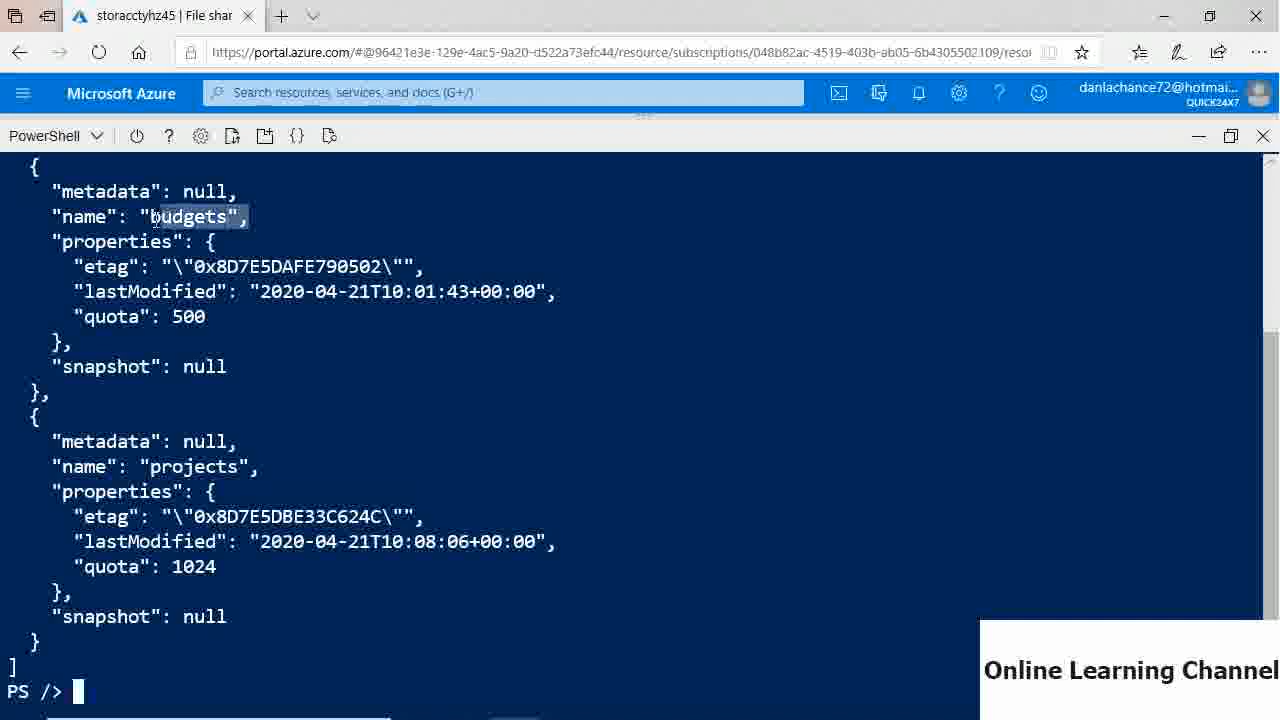 storacctyhz45 | File shar
https://portal.azure.com/#@96421e3e-129e-4ac5-9a20-d522a73efc44/resource/subscriptions/048b82ac-4519-403b-ab05-6b4305502109/resou
Microsoft Azure
Search resources, services, and docs (G+/)
danlachance72@hotmai...
QUICK24X7
PowerShell
{
"metadata": null,
"name": "budgets",
"properties": {
"etag": "\"0x8D7E5DAFE790502\"",
"lastModified": "2020-04-21T10:01:43+00:00",
"quota": 500
},
"snapshot": null
},
{
"metadata": null,
"name": "projects",
"properties": {
"etag": "\"0x8D7E5DBE33C624C\"",
"lastModified": "2020-04-21T10:08:06+00:00",
"quota": 1024
},
"snapshot": null
}
]
PS />
Online Learning Channel